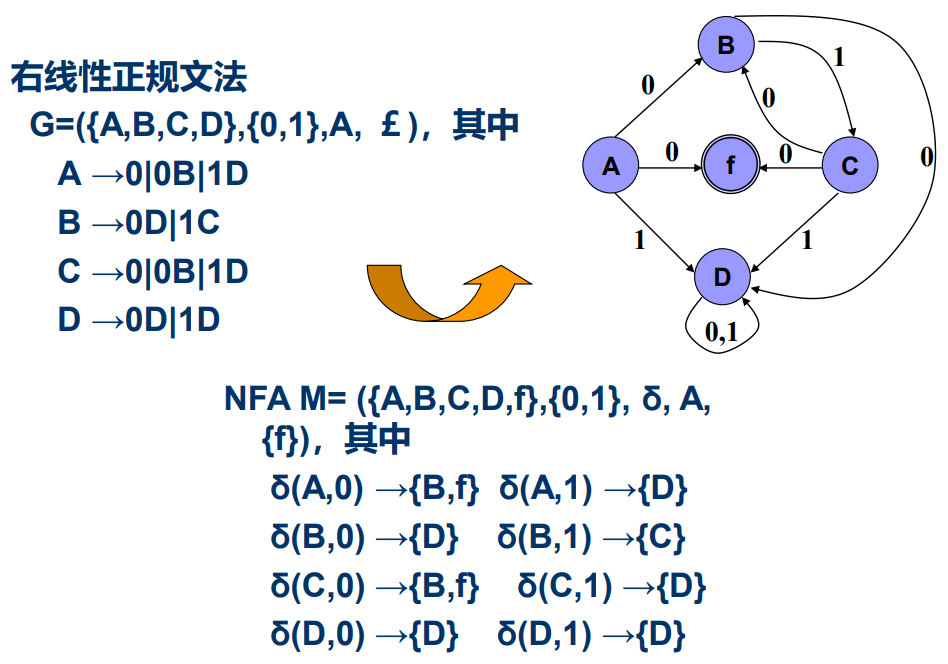 右线性正规文法
G=({A,B,C,D},{0,1},A, £ ), 其中
A →0|0B|1D
B →0D|1C
C →0|0B|1D
D →0D|1D
B
1
0
0
0
A
0
f
0
C
1
1
D
0,1
NFA M= ({A,B,C,D,f},{0,1}, δ, A,
{f}), 其中
δ(A,0) →{B,f} δ(A,1) →{D}
δ(B,0) →{D} δ(B,1) →{C}
δ(C,0) →{B,f} δ(C,1) →{D}
δ(D,0) →{D} δ(D,1) →{D}